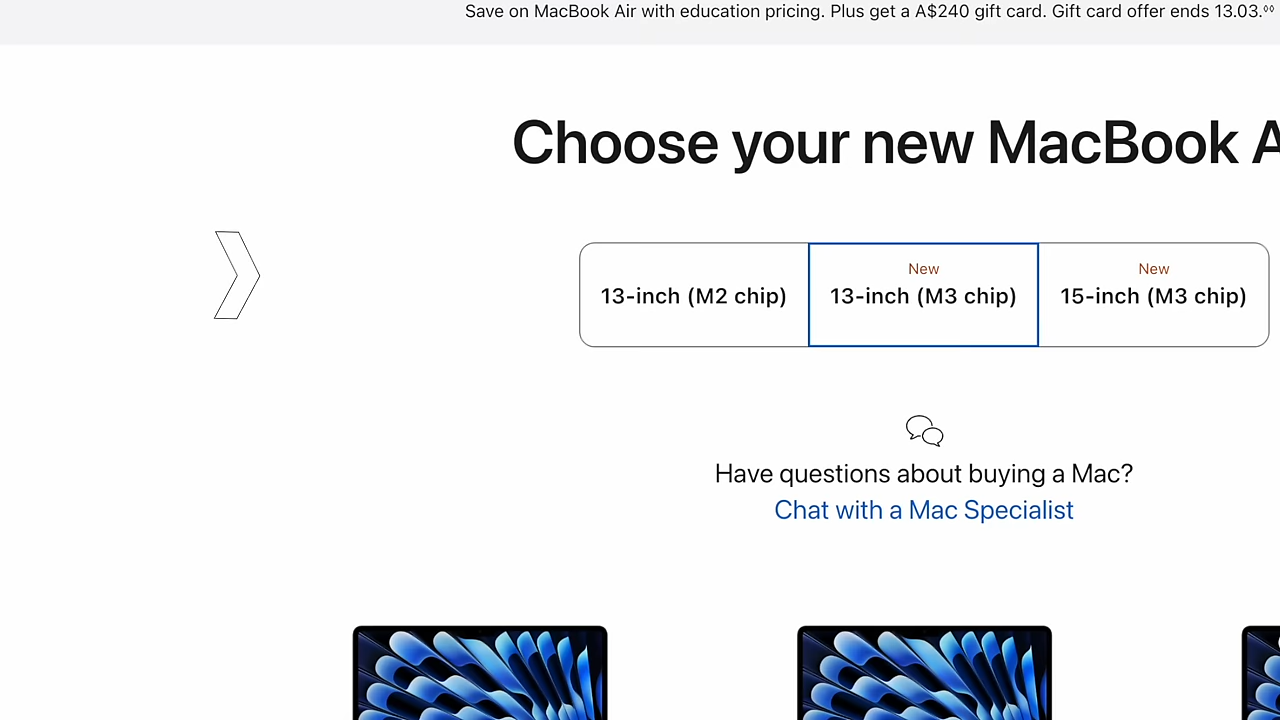 Save on MacBook Air with education pricing. Plus get a A$240 gift card. Gift card offer ends 13.03.◊◊
Choose your new MacBook A
13-inch (M2 chip)
New
13-inch (M3 chip)
New
15-inch (M3 chip)
Have questions about buying a Mac?
Chat with a Mac Specialist